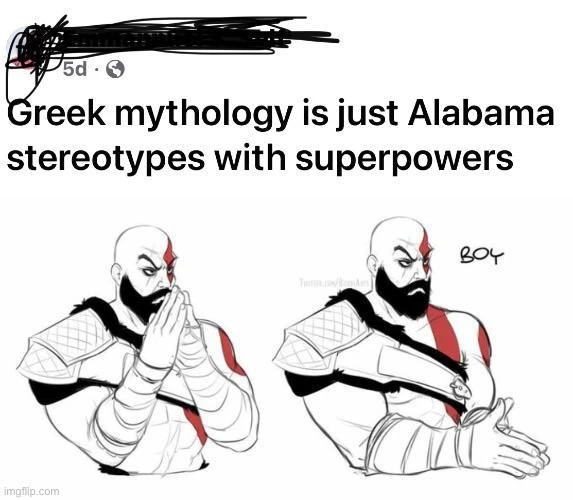 5d ·
Greek mythology is just Alabama
stereotypes with superpowers
BOY
imgflip.com